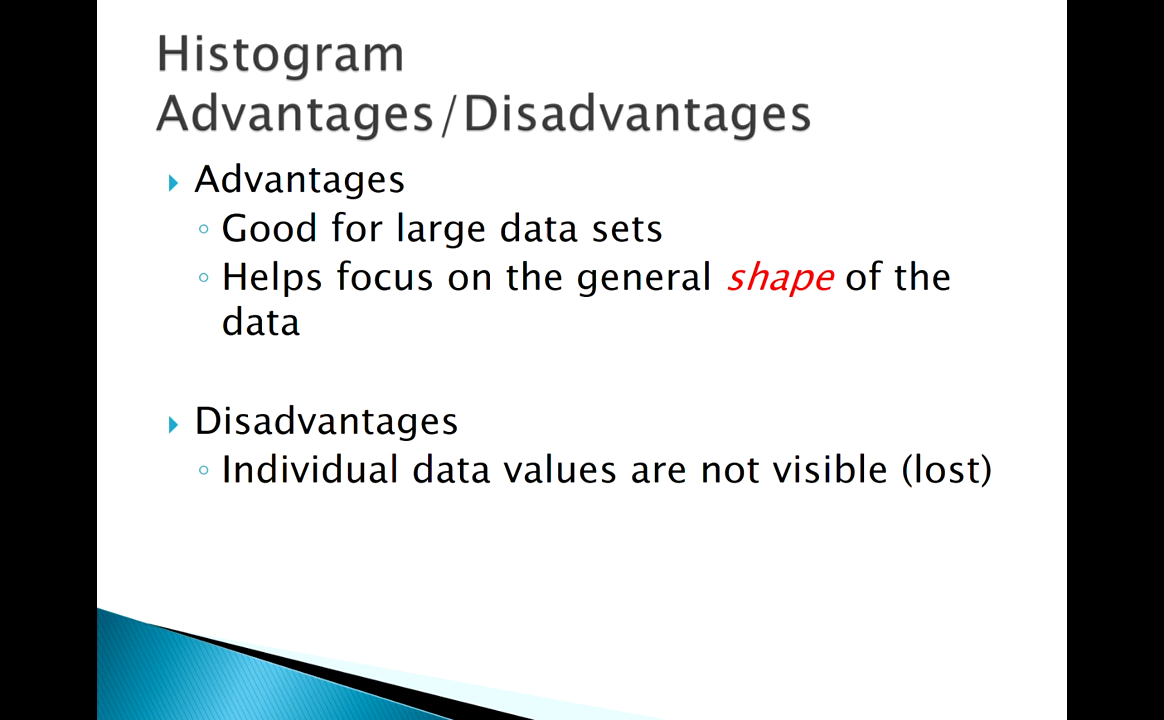 Histogram
Advantages/Disadvantages
Advantages
Good for large data sets
Helps focus on the general shape of the
data
Disadvantages
Individual data values are not visible (lost)